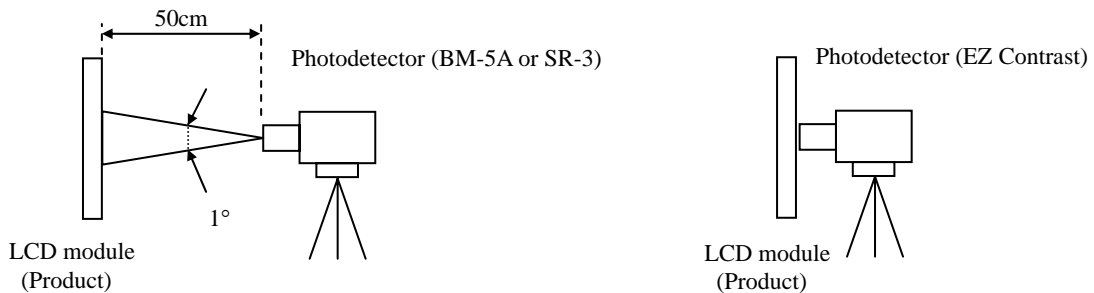 50cm
Photodetector (BM-5A or SR-3)
1°
LCD module
(Product)
Photodetector (EZ Contrast)
LCD module
(Product)